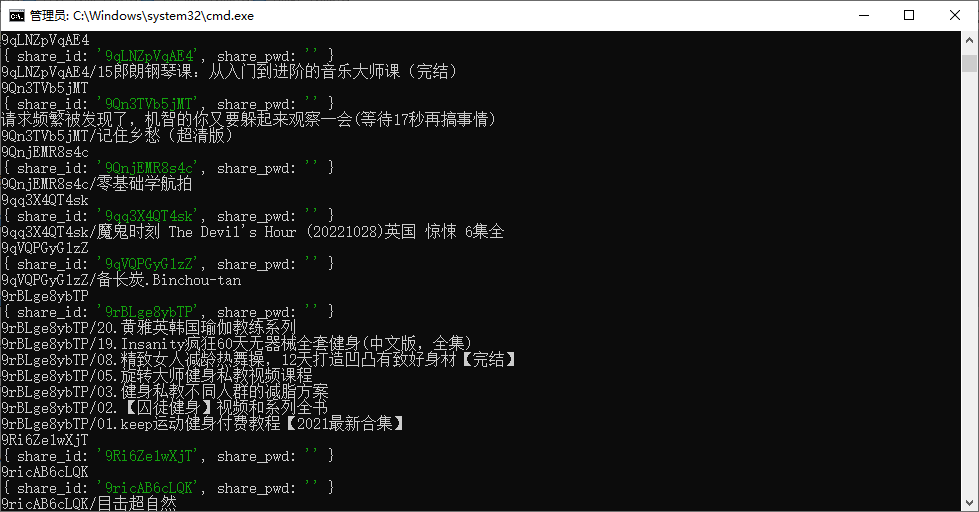 管理员: C:\Windows\system32\cmd.exe
9qLNZpVqAE4
{ share_id: '9qLNZpVqAE4', share_pwd: '' }
9qLNZpVqAE4/15郎朗钢琴课：从入门到进阶的音乐大师课（完结）
9Qn3TVb5jMT
{ share_id: '9Qn3TVb5jMT', share_pwd: '' }
请求频繁被发现了，机智的你又要躲起来观察一会(等待17秒再搞事情)
9Qn3TVb5jMT/记住乡愁（超清版）
9QnjEMR8s4c
{ share_id: '9QnjEMR8s4c', share_pwd: '' }
9QnjEMR8s4c/零基础学航拍
9qq3X4QT4sk
{ share_id: '9qq3X4QT4sk', share_pwd: '' }
9qq3X4QT4sk/魔鬼时刻 The Devil's Hour (20221028)英国 惊悚 6集全
9qVQPGyG1zZ
{ share_id: '9qVQPGyG1zZ', share_pwd: '' }
9qVQPGyG1zZ/备长炭.Binchou-tan
9rBLge8ybTP
{ share_id: '9rBLge8ybTP', share_pwd: '' }
9rBLge8ybTP/20.黄雅英韩国瑜伽教练系列
9rBLge8ybTP/19.Insanity疯狂60天无器械全套健身(中文版，全集)
9rBLge8ybTP/08.精致女人减龄热舞操，12天打造凹凸有致好身材【完结】
9rBLge8ybTP/05.旋转大师健身私教视频课程
9rBLge8ybTP/03.健身私教不同人群的减脂方案
9rBLge8ybTP/02.【囚徒健身】视频和系列全书
9rBLge8ybTP/01.keep运动健身付费教程【2021最新合集】
9Ri6Ze1wXjT
{ share_id: '9Ri6Ze1wXjT', share_pwd: '' }
9ricAB6cLQK
{ share_id: '9ricAB6cLQK', share_pwd: '' }
9ricAB6cLQK/目击超自然